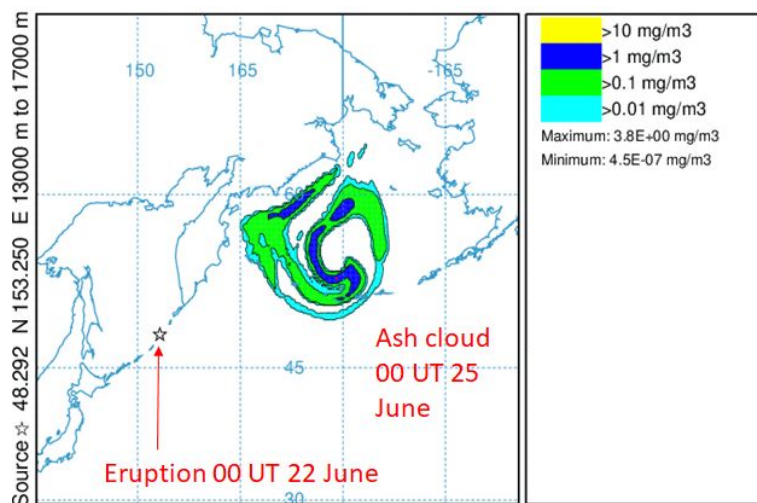 Source ☆ 48.292 N 153.250 E 13000 m to 17000 m
150
165
-165
60
45
30
Ash cloud
00 UT 25
June
Eruption 00 UT 22 June
>10 mg/m3
>1 mg/m3
>0.1 mg/m3
>0.01 mg/m3
Maximum: 3.8E+00 mg/m3
Minimum: 4.5E-07 mg/m3